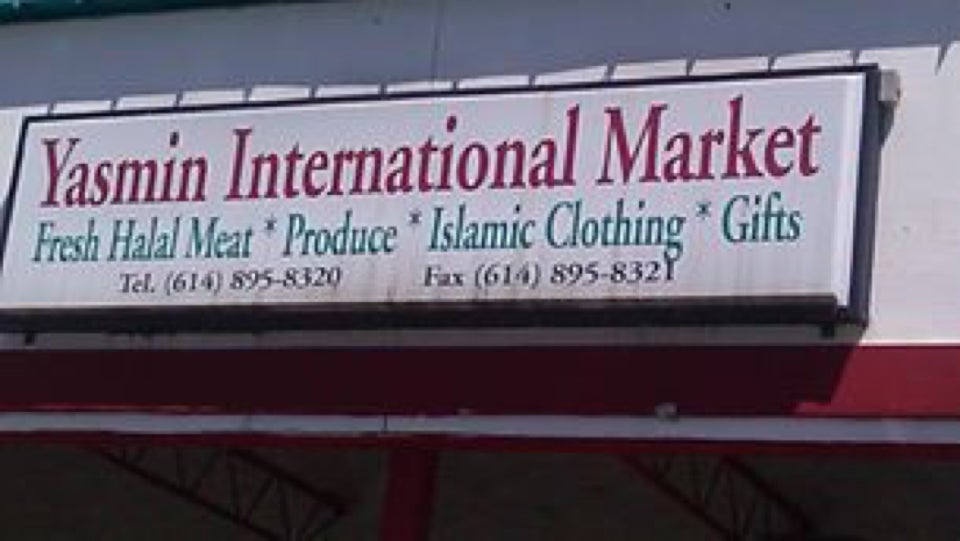 Yasmin International Market
Fresh Halal Meat * Produce * Islamic Clothing * Gifts
Tel. (614) 895-8320 Fax (614) 895-8321